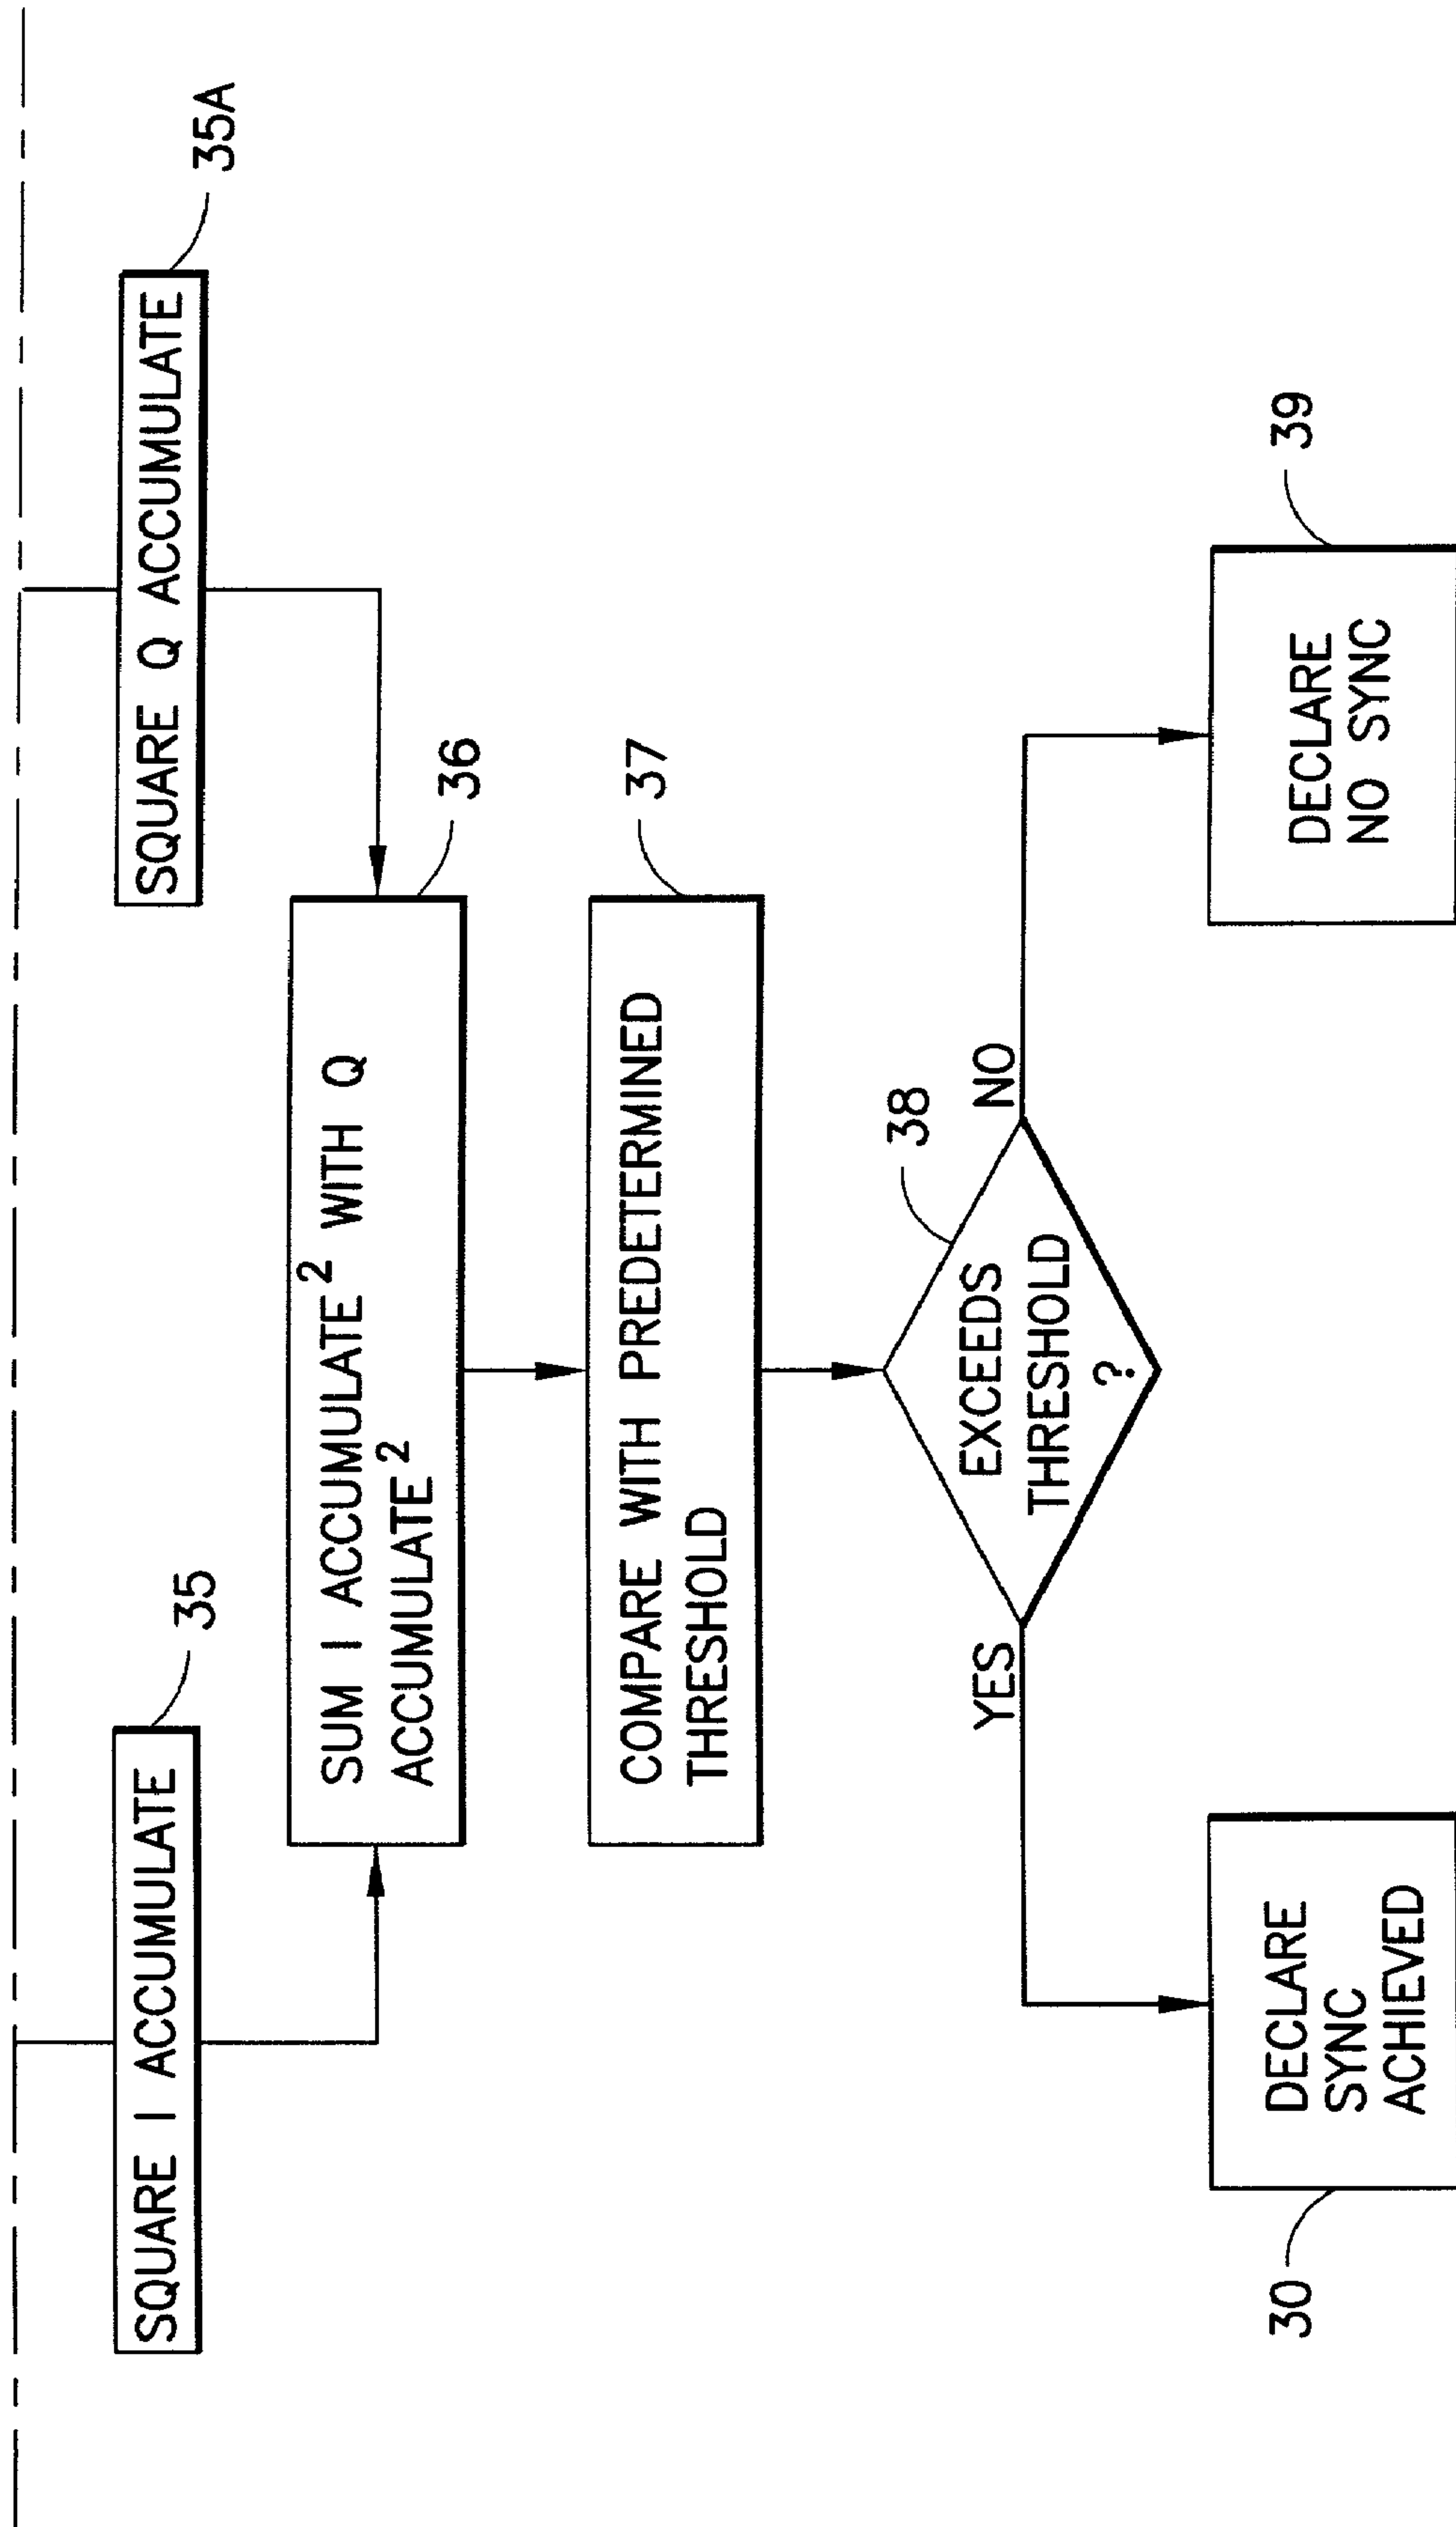 SQUARE I ACCUMULATE
35
SQUARE Q ACCUMULATE
35A
SUM I ACCUMULATE² WITH Q
ACCUMULATE²
36
COMPARE WITH PREDETERMINED
THRESHOLD
37
38
EXCEEDS
THRESHOLD
?
YES
NO
DECLARE
SYNC
ACHIEVED
30
DECLARE
NO SYNC
39